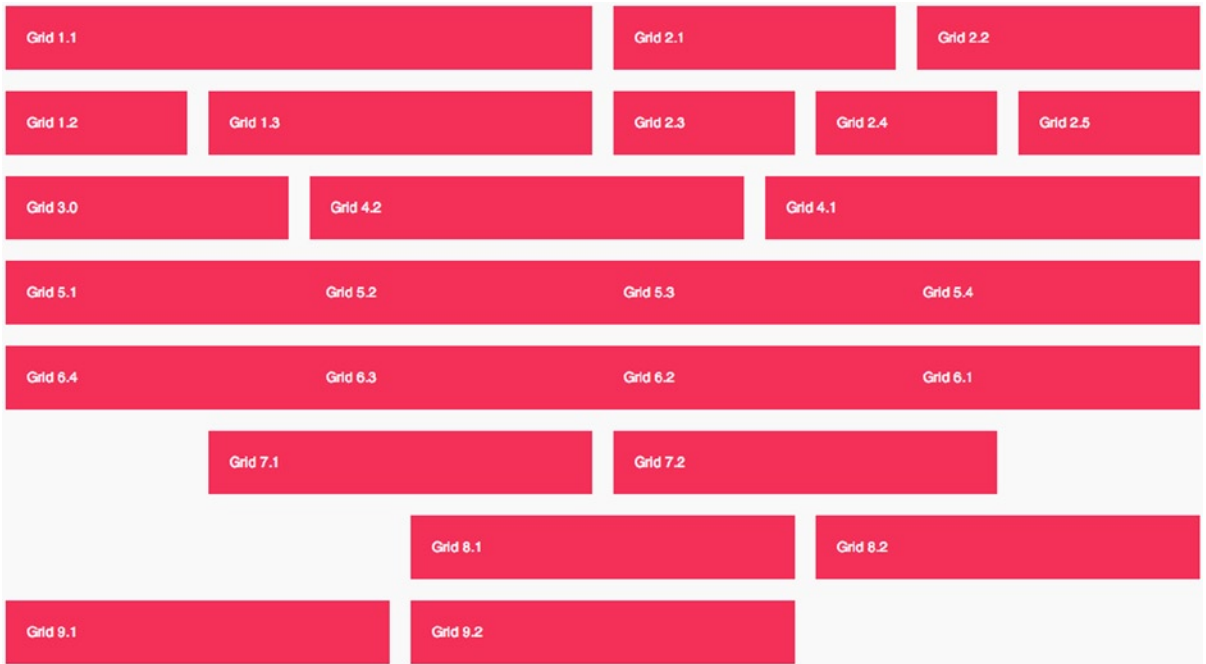 Grid 1.1 Grid 2.1 Grid 2.2
Grid 1.2 Grid 1.3 Grid 2.3 Grid 2.4 Grid 2.5
Grid 3.0 Grid 4.2 Grid 4.1
Grid 5.1 Grid 5.2 Grid 5.3 Grid 5.4
Grid 6.4 Grid 6.3 Grid 6.2 Grid 6.1
Grid 7.1 Grid 7.2
Grid 8.1 Grid 8.2
Grid 9.1 Grid 9.2